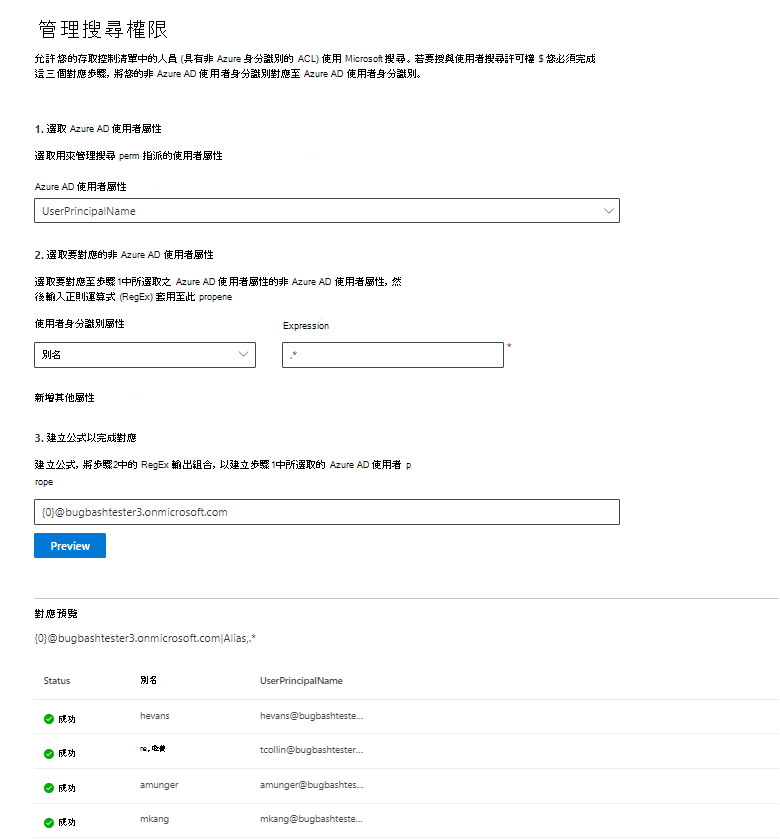 管理搜尋權限
允許您的存取控制清單中的人員 (具有非 Azure 身分識別的 ACL) 使用 Microsoft 搜尋。若要授與使用者搜尋許可權 $ 您必須完成
這三個對應步驟, 將您的非 Azure AD 使用者身分識別對應至 Azure AD 使用者身分識別。
1. 選取 Azure AD 使用者屬性
選取用來管理搜尋 perm 指派的使用者屬性
Azure AD 使用者屬性
UserPrincipalName
2. 選取要對應的非 Azure AD 使用者屬性
選取要對應至步驟 1中所選取之 Azure AD 使用者屬性的非 Azure AD 使用者屬性, 然
後輸入正則運算式 (RegEx) 套用至此 propene
使用者身分識別屬性 Expression
別名 .* *
新增其他屬性
3. 建立公式以完成對應
建立公式, 將步驟2中的 RegEx 輸出組合, 以建立步驟 1中所選取的 Azure AD 使用者 p
rope
{0}@bugbashtester3.onmicrosoft.com
Preview
對應預覽
{0}@bugbashtester3.onmicrosoft.com|Alias,.*
Status 別名 UserPrincipalName
成功 hevans hevans@bugbashteste...
成功 tcollin@bugbashtester...
成功 amunger amunger@bugbashtes...
成功 mkang mkang@bugbashteste...